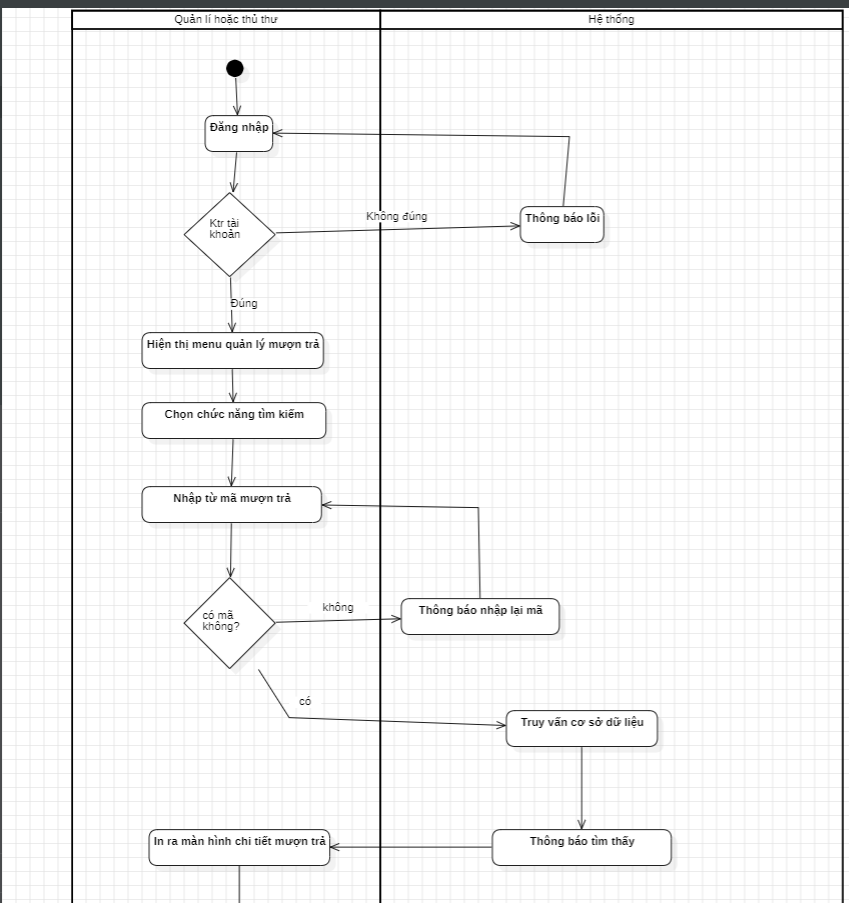 Quản lí hoặc thủ thư
Hệ thống
Đăng nhập
Ktr tài
khoản
Không đúng
Thông báo lỗi
Đúng
Hiện thị menu quản lý mượn trả
Chọn chức năng tìm kiếm
Nhập từ mã mượn trả
có mã
không?
không
Thông báo nhập lại mã
có
Truy vấn cơ sở dữ liệu
In ra màn hình chi tiết mượn trả
Thông báo tìm thấy